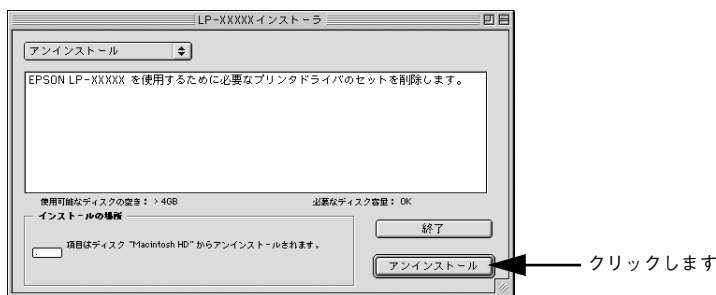 LP-XXXXXインストーラ
アンインストール
EPSON LP-XXXXX を使用するために必要なプリンタドライバのセットを削除します。
使用可能なディスクの空き： >4GB 必要なディスク容量： OK
インストールの場所
項目はディスク "Macintosh HD" からアンインストールされます。
終了
アンインストール
クリックします